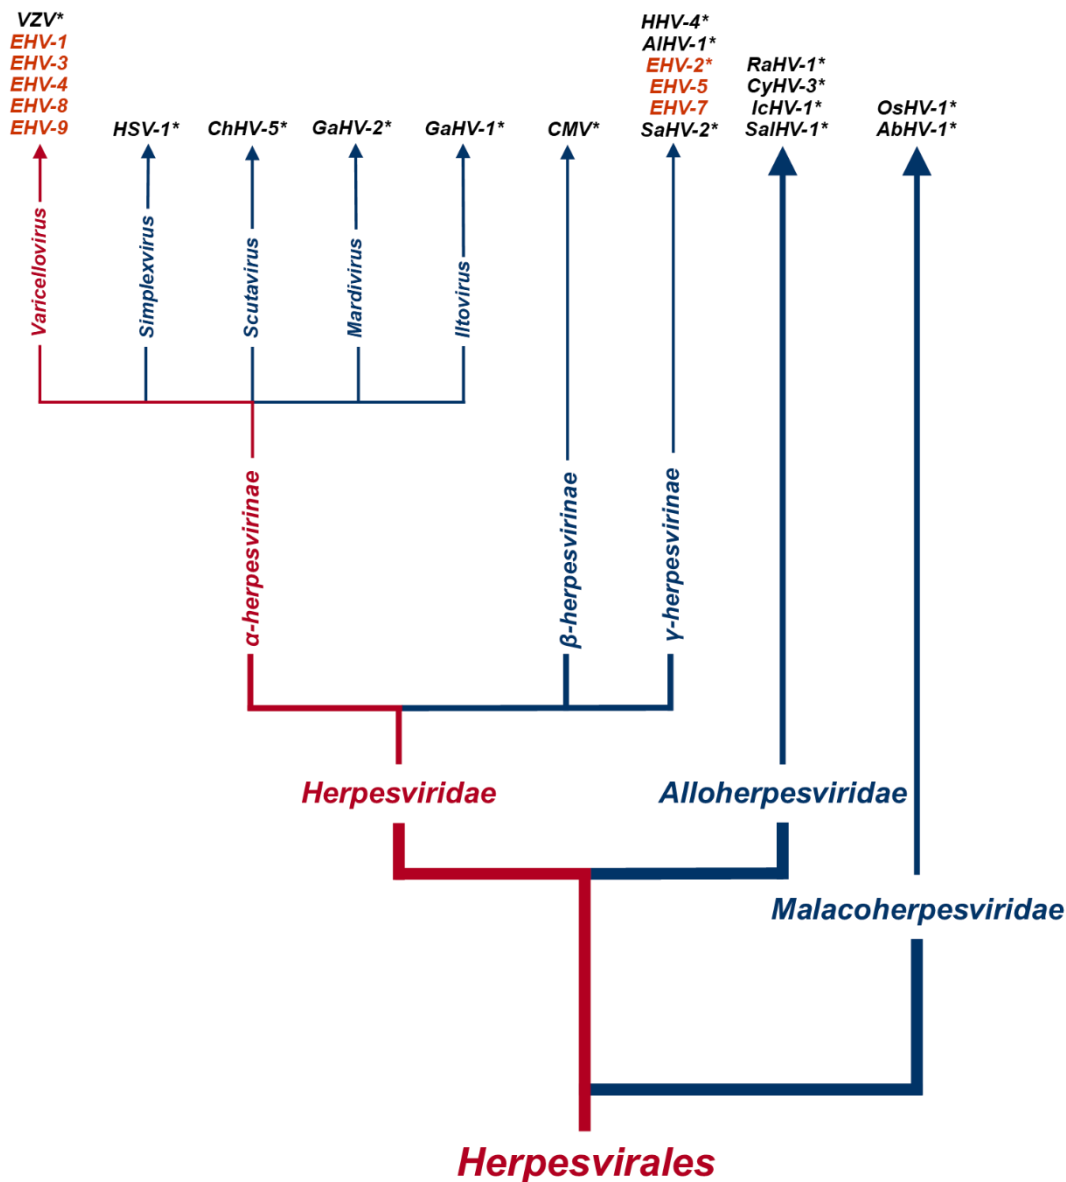 VZV*
EHV-1
EHV-3
EHV-4
EHV-8
EHV-9
HSV-1*
ChHV-5*
GaHV-2*
GaHV-1*
CMV*
HHV-4*
AlHV-1*
EHV-2*
EHV-5
EHV-7
SaHV-2*
RaHV-1*
CyHV-3*
IcHV-1*
SalHV-1*
OsHV-1*
AbHV-1*
Varicellovirus
Simplexvirus
Scutavirus
Mardivirus
Iltovirus
α-herpesvirinae
β-herpesvirinae
γ-herpesvirinae
Herpesviridae
Alloherpesviridae
Malacoherpesviridae
Herpesvirales